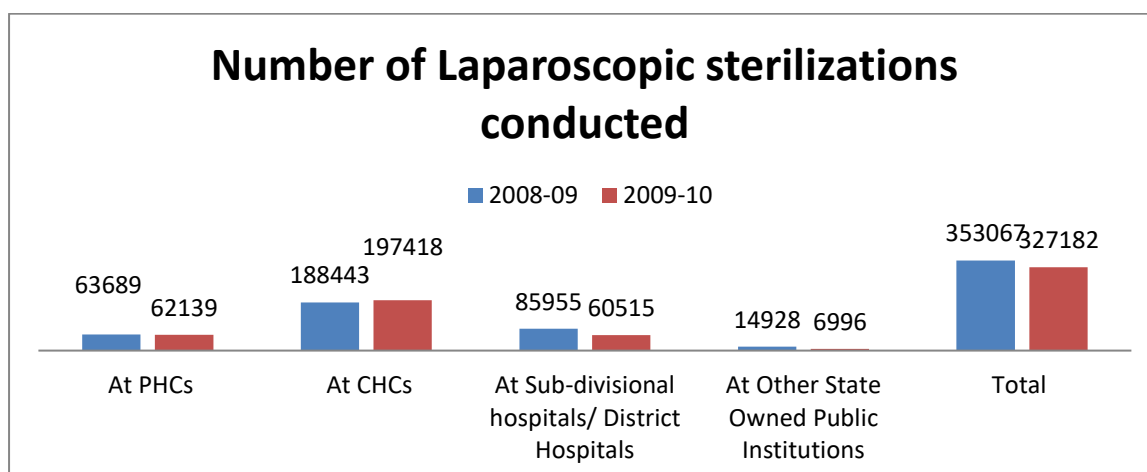 Number of Laparoscopic sterilizations
conducted
2008-09 2009-10
63689 62139 188443 197418 85955 60515 14928 6996 353067 327182
At PHCs
At CHCs
At Sub-divisional
hospitals/ District
Hospitals
At Other State
Owned Public
Institutions
Total